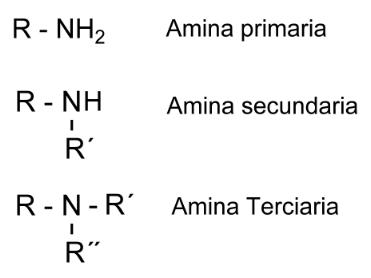 R - NH₂ Amina primaria
R - NH Amina secundaria
R´
R - N - R´ Amina Terciaria
R´´